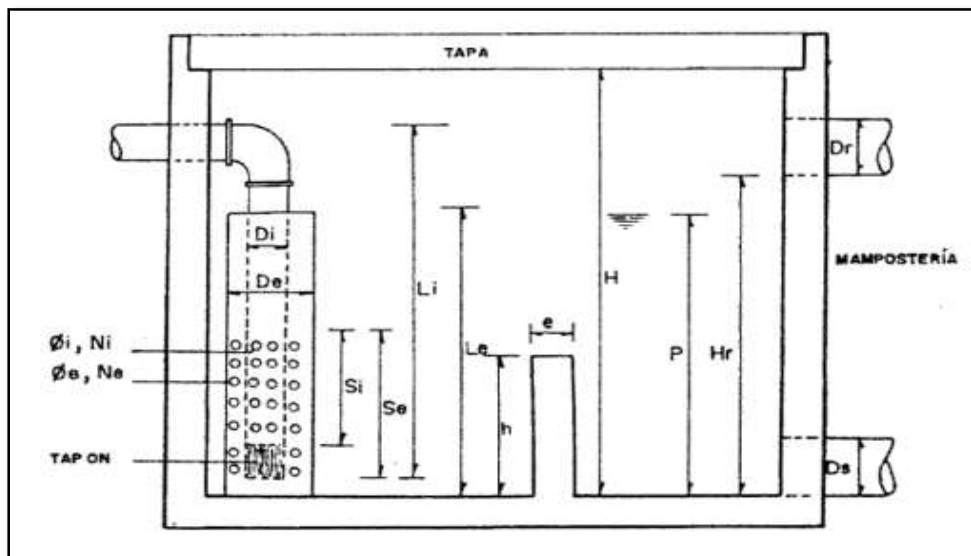 TAPA
Dr
Di
MAMPOSTERÍA
De
Li
H
Le
e
P
Hr
Øi, Ni
Øe, Ne
Si
Se
h
TAPON
Ds